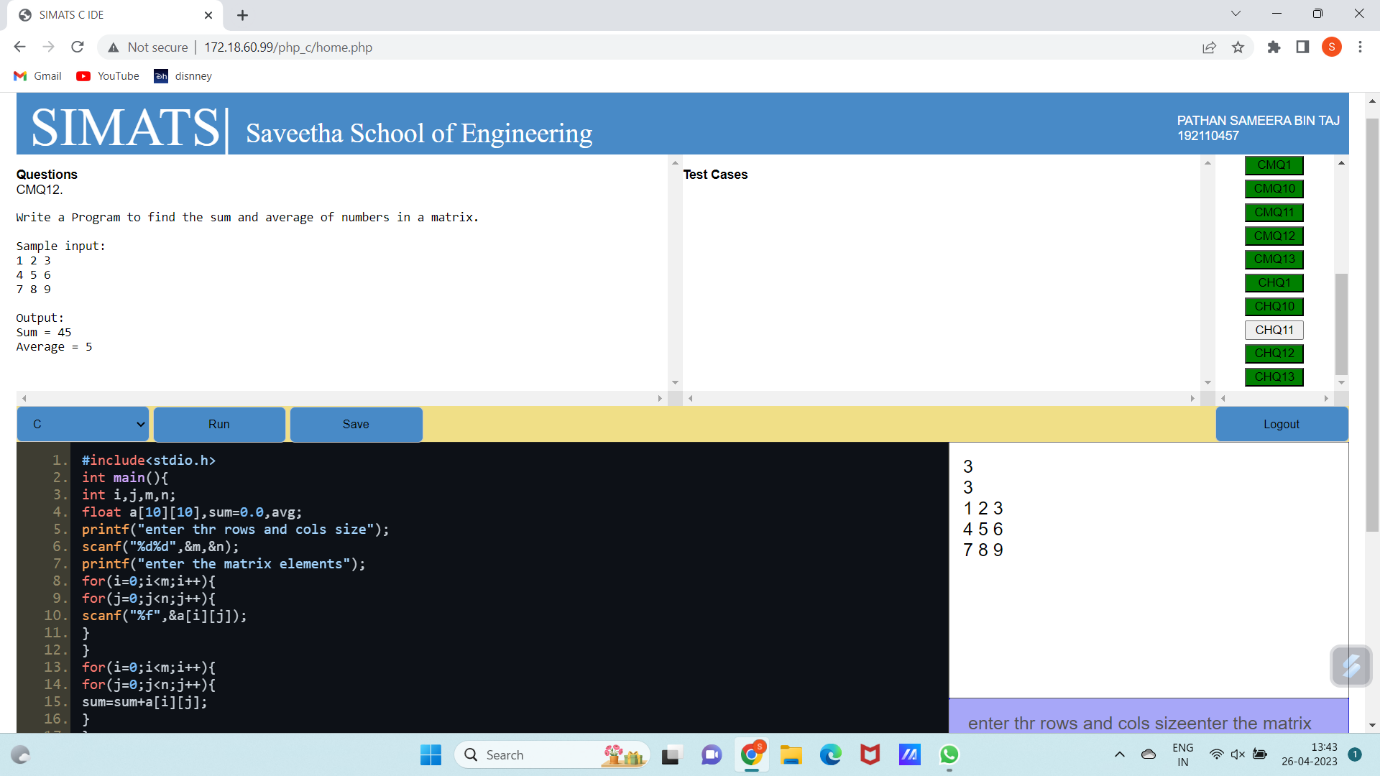 SIMATS C IDE
Not secure | 172.18.60.99/php_c/home.php
Gmail YouTube disnney
SIMATS| Saveetha School of Engineering
PATHAN SAMEERA BIN TAJ
192110457
Questions
CMQ12.
Write a Program to find the sum and average of numbers in a matrix.
Sample input:
1 2 3
4 5 6
7 8 9
Output:
Sum = 45
Average = 5
Test Cases
CMQ1
CMQ10
CMQ11
CMQ12
CMQ13
CHQ1
CHQ10
CHQ11
CHQ12
CHQ13
C Run Save Logout
1. #include<stdio.h>
2. int main(){
3. int i,j,m,n;
4. float a[10][10],sum=0.0,avg;
5. printf("enter thr rows and cols size");
6. scanf("%d%d",&m,&n);
7. printf("enter the matrix elements");
8. for(i=0;i<m;i++){
9. for(j=0;j<n;j++){
10. scanf("%f",&a[i][j]);
11. }
12. }
13. for(i=0;i<m;i++){
14. for(j=0;j<n;j++){
15. sum=sum+a[i][j];
16. }
3
3
1 2 3
4 5 6
7 8 9
enter thr rows and cols sizeenter the matrix
Search
ENG
IN
13:43
26-04-2023
1